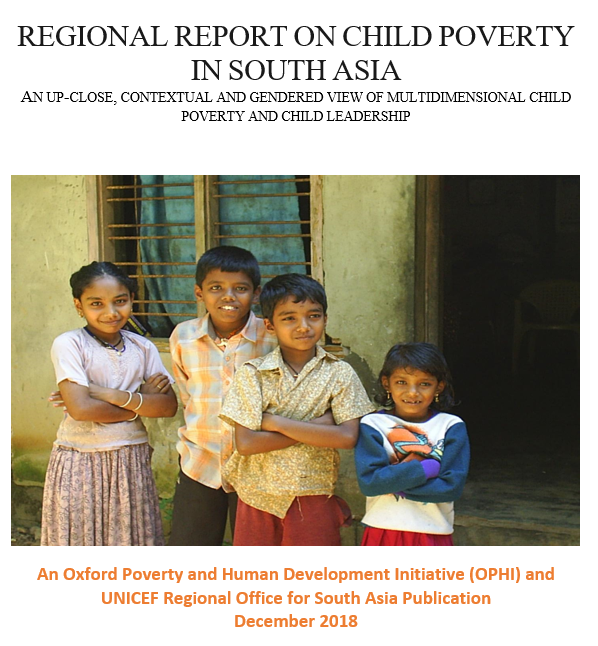 REGIONAL REPORT ON CHILD POVERTY
IN SOUTH ASIA
AN UP-CLOSE, CONTEXTUAL AND GENDERED VIEW OF MULTIDIMENSIONAL CHILD
POVERTY AND CHILD LEADERSHIP
An Oxford Poverty and Human Development Initiative (OPHI) and
UNICEF Regional Office for South Asia Publication
December 2018